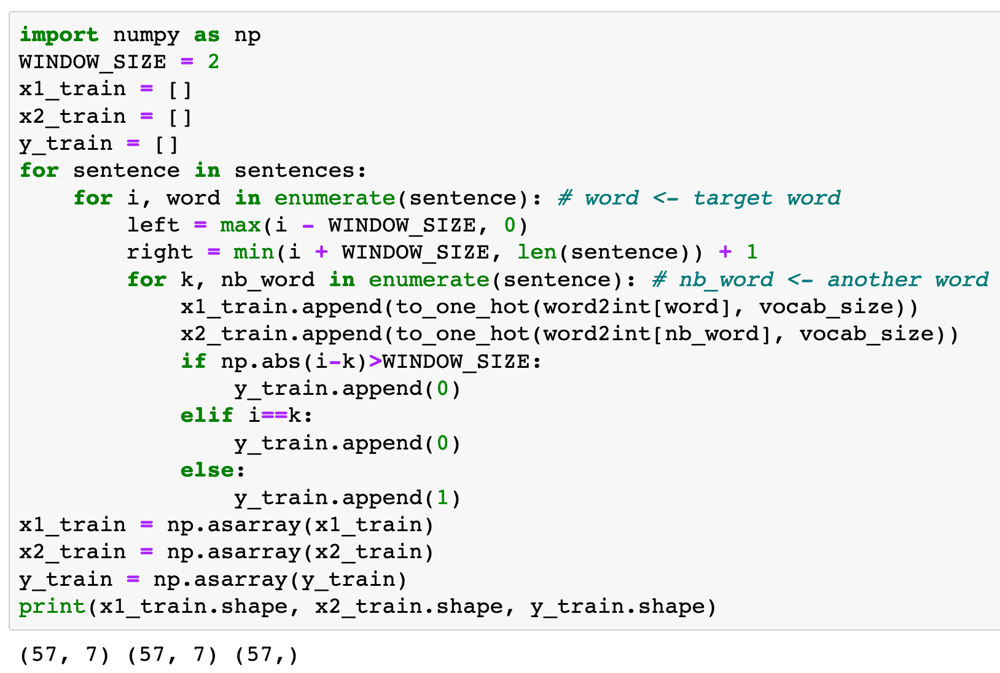 import numpy as np
WINDOW_SIZE = 2
x1_train = []
x2_train = []
y_train = []
for sentence in sentences:
    for i, word in enumerate(sentence): # word <- target word
        left = max(i - WINDOW_SIZE, 0)
        right = min(i + WINDOW_SIZE, len(sentence)) + 1
        for k, nb_word in enumerate(sentence): # nb_word <- another word
            x1_train.append(to_one_hot(word2int[word], vocab_size))
            x2_train.append(to_one_hot(word2int[nb_word], vocab_size))
            if np.abs(i-k)>WINDOW_SIZE:
                y_train.append(0)
            elif i==k:
                y_train.append(0)
            else:
                y_train.append(1)
x1_train = np.asarray(x1_train)
x2_train = np.asarray(x2_train)
y_train = np.asarray(y_train)
print(x1_train.shape, x2_train.shape, y_train.shape)
(57, 7) (57, 7) (57,)